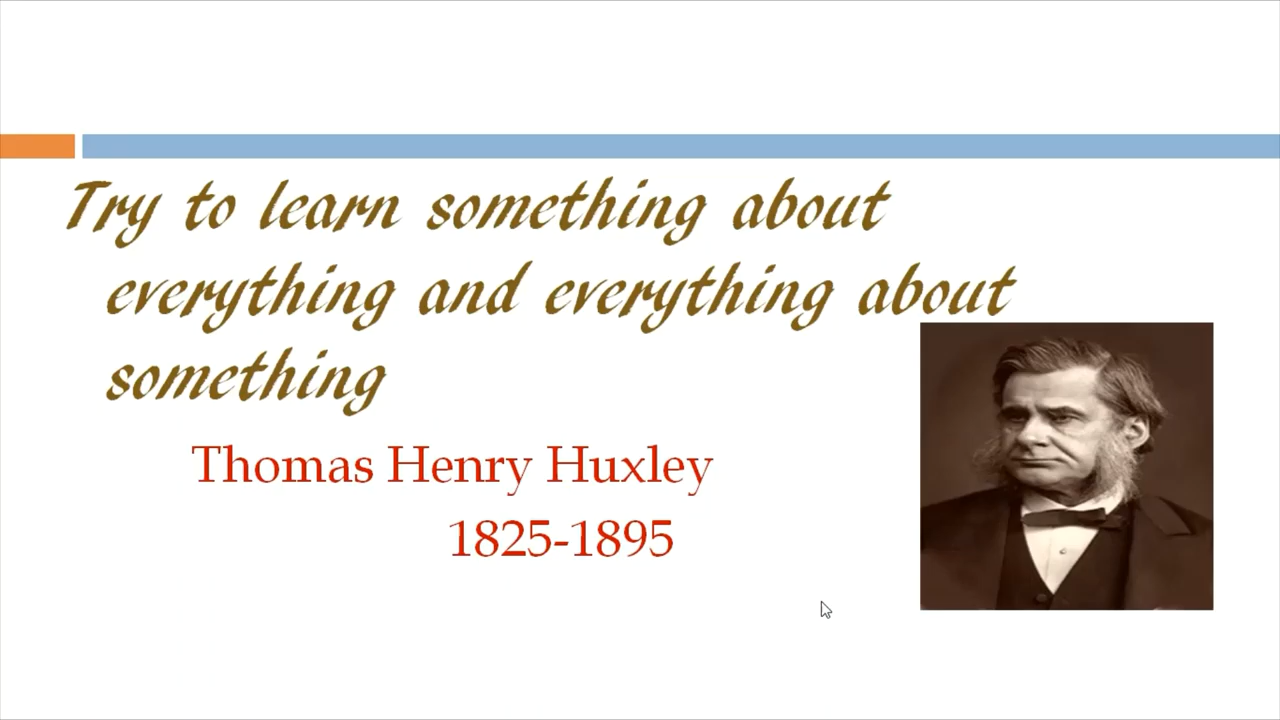 Try to learn something about
everything and everything about
something
Thomas Henry Huxley
1825-1895